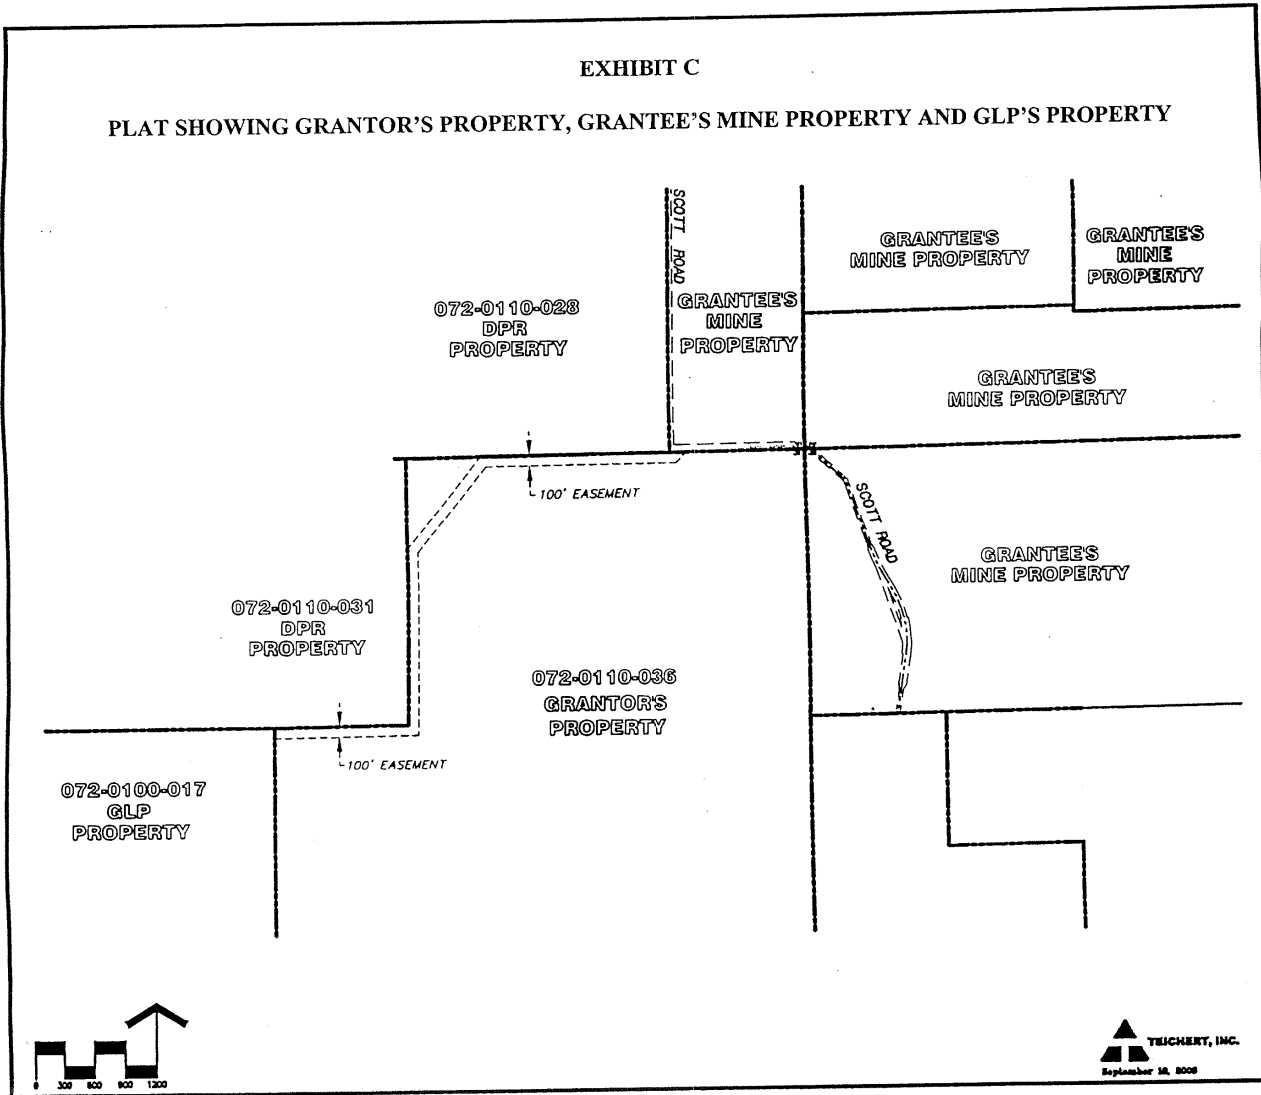 EXHIBIT C
PLAT SHOWING GRANTOR'S PROPERTY, GRANTEE'S MINE PROPERTY AND GLP'S PROPERTY
SCOTT ROAD
GRANTEE'S
MINE PROPERTY
GRANTEE'S
MINE
PROPERTY
072-0110-028
DPR
PROPERTY
GRANTEE'S
MINE
PROPERTY
GRANTEE'S
MINE PROPERTY
100' EASEMENT
SCOTT ROAD
GRANTEE'S
MINE PROPERTY
072-0110-031
DPR
PROPERTY
072-0110-036
GRANTOR'S
PROPERTY
100' EASEMENT
072-0100-017
GLP
PROPERTY
0 300 600 900 1200
TEICHERT, INC.
September